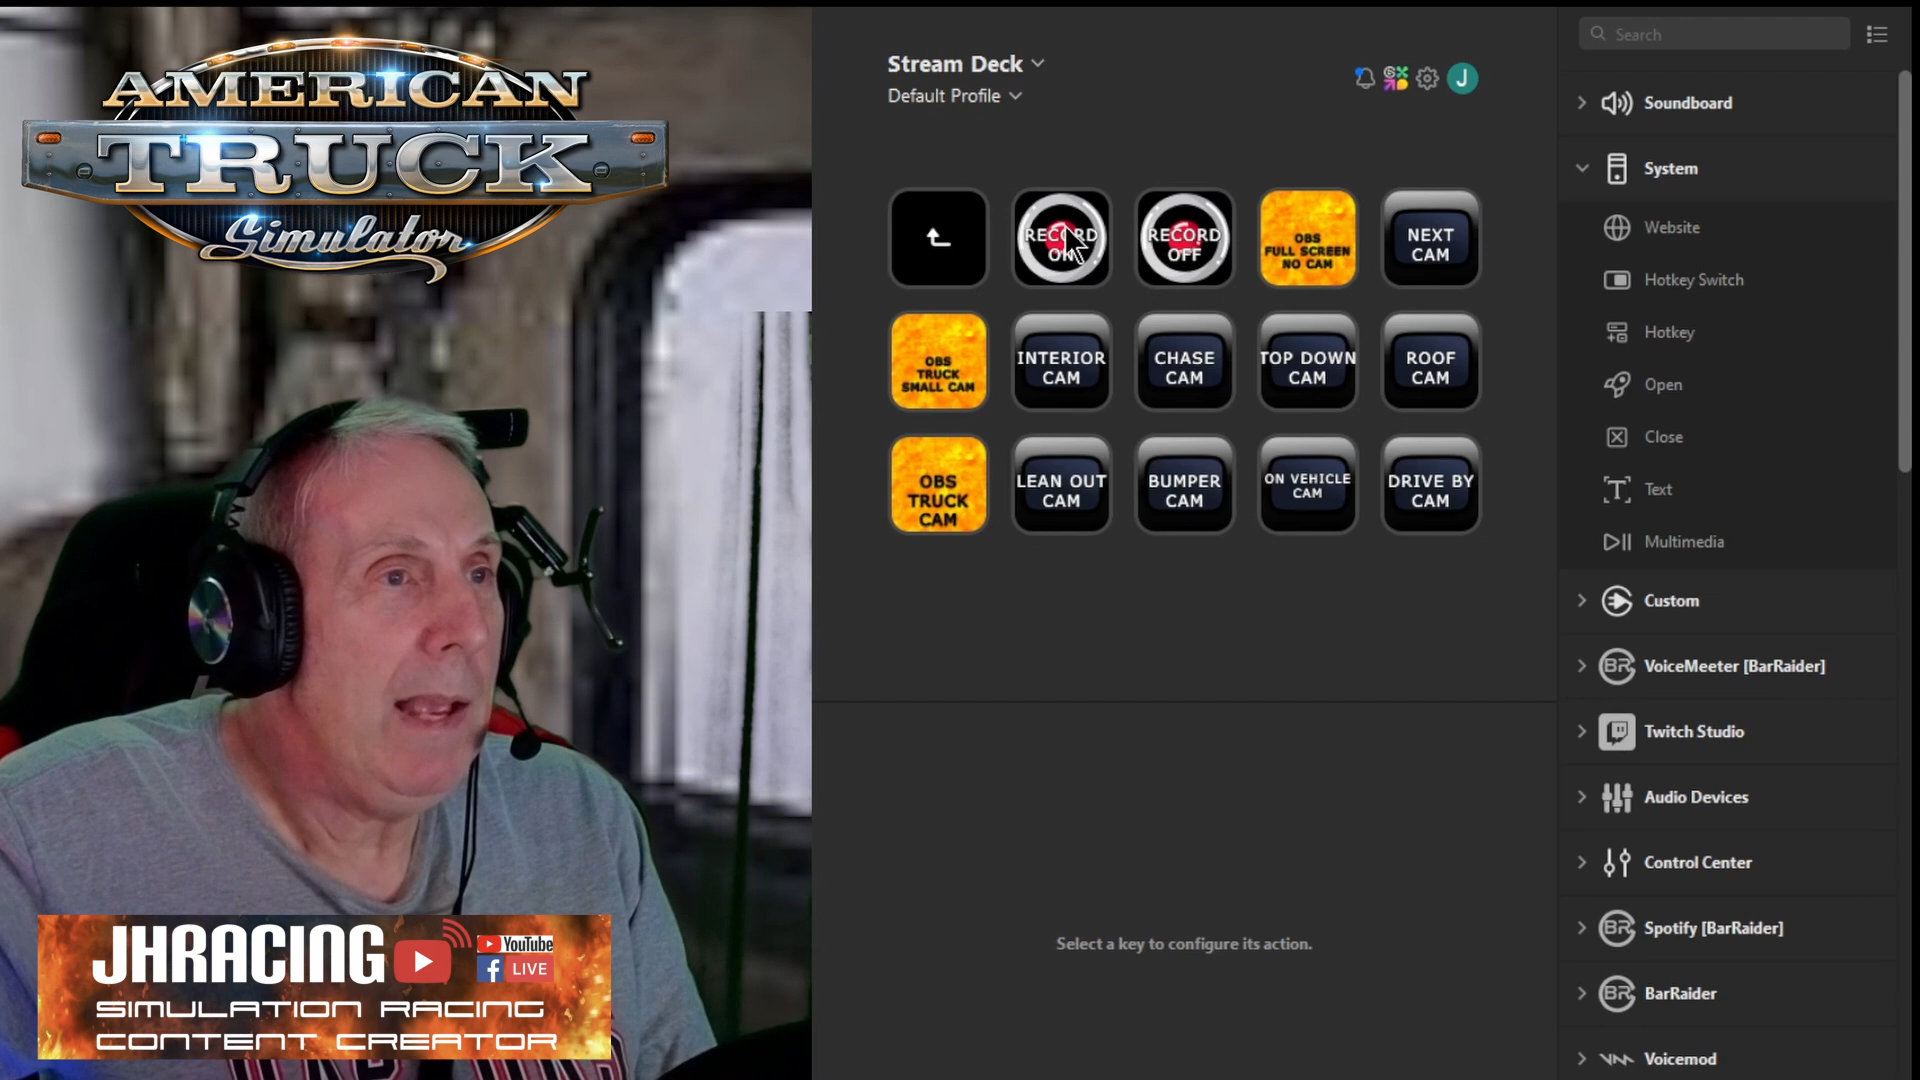 AMERICAN
TRUCK
Simulator
JHRACING
YouTube
LIVE
SIMULATION RACING
CONTENT CREATOR
Stream Deck
Default Profile
J
RECORD
ON
RECORD
OFF
OBS
FULL SCREEN
NO CAM
NEXT
CAM
OBS
TRUCK
SMALL CAM
INTERIOR
CAM
CHASE
CAM
TOP DOWN
CAM
ROOF
CAM
OBS
TRUCK
CAM
LEAN OUT
CAM
BUMPER
CAM
ON VEHICLE
CAM
DRIVE BY
CAM
Select a key to configure its action.
Search
Soundboard
System
Website
Hotkey Switch
Hotkey
Open
Close
Text
Multimedia
Custom
BR
VoiceMeeter [BarRaider]
Twitch Studio
Audio Devices
Control Center
BR
Spotify [BarRaider]
BR
BarRaider
Voicemod